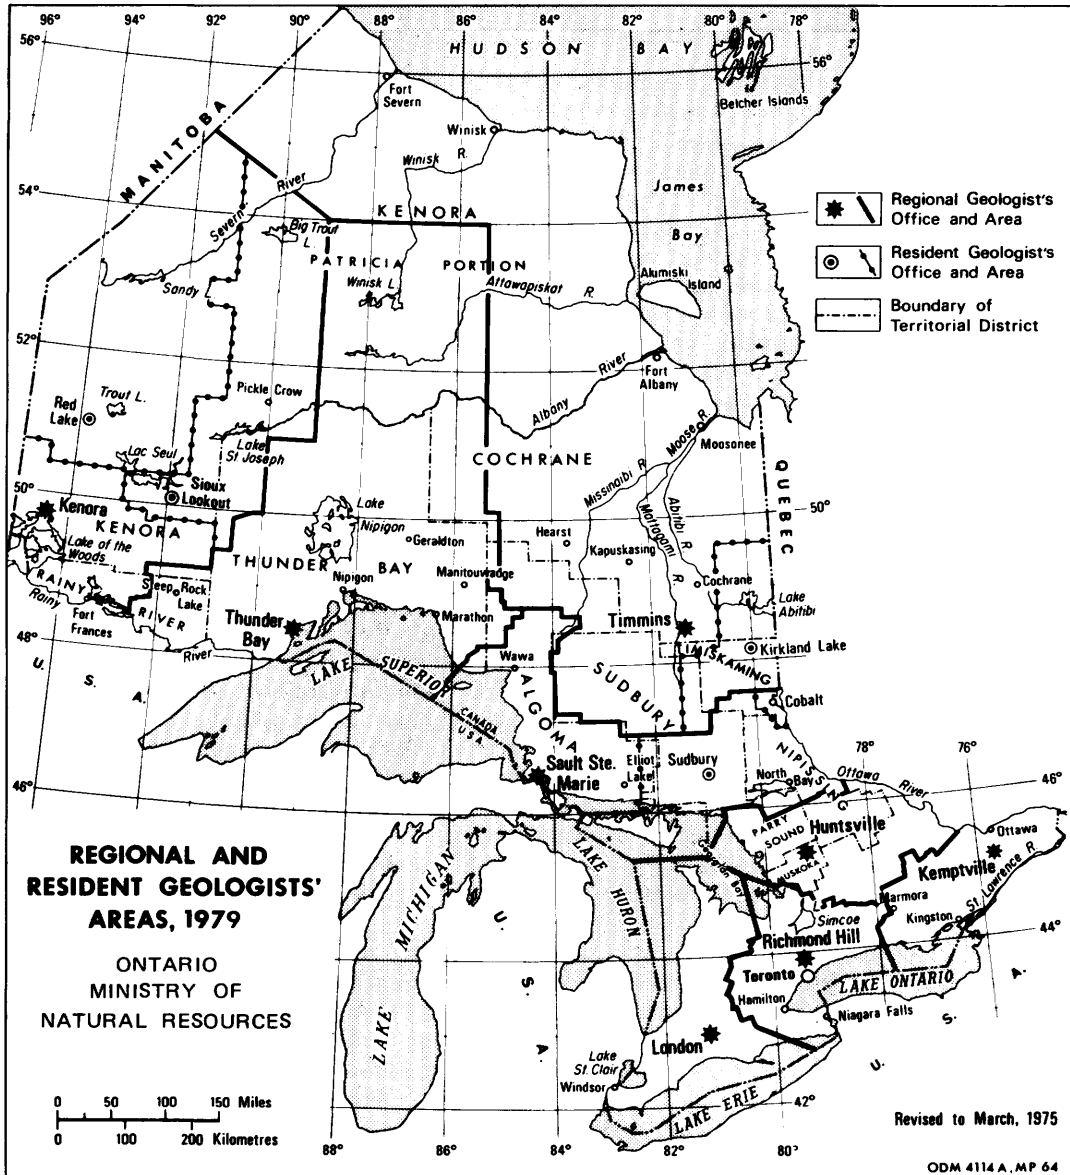 96° 94° 92° 90° 88° 86° 84° 82° 80° 78°
56°
HUDSON BAY
56°
Belcher Islands
Fort
Severn
Winisk
Winisk R.
MANITOBA
54°
Severn River
KENORA
James
Bay
54°
Big Trout
L.
PATRICIA PORTION
Sandy L.
Winisk L.
Attawapiskat R.
Akimiski
Island
52°
52°
Fort
Albany
Albany River
Pickle Crow
Trout L.
Red
Lake
Lake
St Joseph
Moose R.
Moosonee
Lac Seul
Sioux
Lookout
COCHRANE
Missinaibi R.
QUEBEC
50°
50°
Kenora
KENORA
Lake
Nipigon
Mattagami R.
Abitibi R.
Lake of the
Woods
Geraldton
Hearst
Kapuskasing
THUNDER BAY
Manitouwadge
Cochrane
Lake
Abitibi
RAINY RIVER
Steep Rock
Lake
Nipigon
Rainy River
Fort
Frances
Marathon
Thunder
Bay
Timmins
Kirkland Lake
48°
48°
TIMISKAMING
Wawa
LAKE SUPERIOR
SUDBURY
Cobalt
U. S. A.
ALGOMA
CANADA
U.S.A.
NIPISSING
78° 76°
Sault Ste.
Marie
Elliot
Lake
Sudbury
North
Bay
Ottawa River
46°
46°
PARRY
SOUND
Huntsville
MUSKOKA
Ottawa
Kemptville
St. Lawrence R.
LAKE HURON
Georgian Bay
Marmora
Kingston
L.
Simcoe
44°
LAKE MICHIGAN
U. S. A.
Richmond Hill
Toronto
LAKE ONTARIO
Hamilton
Niagara Falls
U. S. A.
London
Lake
St. Clair
Windsor
LAKE ERIE
42°
88° 86° 84° 82° 80°
Regional Geologist's
Office and Area
Resident Geologist's
Office and Area
Boundary of
Territorial District
REGIONAL AND
RESIDENT GEOLOGISTS'
AREAS, 1979
ONTARIO
MINISTRY OF
NATURAL RESOURCES
0 50 100 150 Miles
0 100 200 Kilometres
Revised to March, 1975
ODM 4114 A, MP 64